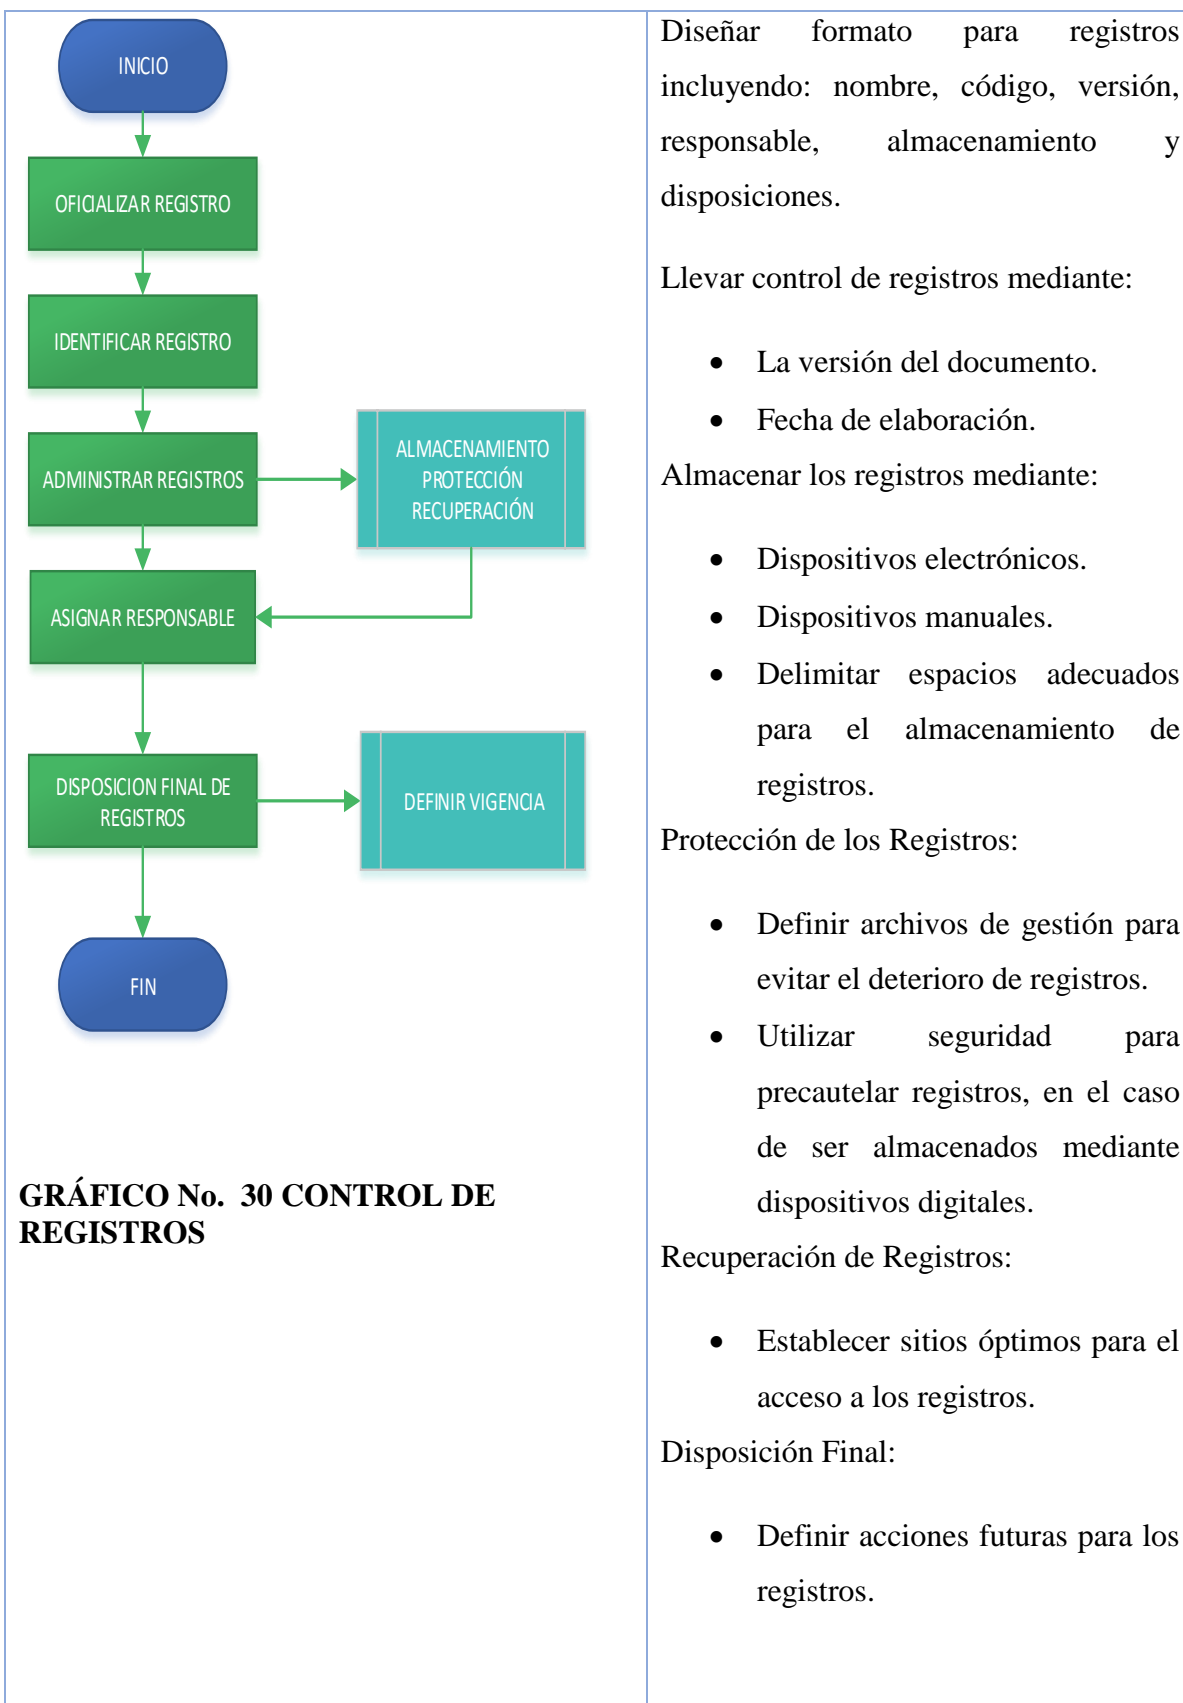 INICIO
OFICIALIZAR REGISTRO
IDENTIFICAR REGISTRO
ADMINISTRAR REGISTROS
ALMACENAMIENTO
PROTECCIÓN
RECUPERACIÓN
ASIGNAR RESPONSABLE
DISPOSICION FINAL DE
REGISTROS
DEFINIR VIGENCIA
FIN
GRÁFICO No. 30 CONTROL DE
REGISTROS
Diseñar formato para registros
incluyendo: nombre, código, versión,
responsable, almacenamiento y
disposiciones.
Llevar control de registros mediante:
• La versión del documento.
• Fecha de elaboración.
Almacenar los registros mediante:
• Dispositivos electrónicos.
• Dispositivos manuales.
• Delimitar espacios adecuados
para el almacenamiento de
registros.
Protección de los Registros:
• Definir archivos de gestión para
evitar el deterioro de registros.
• Utilizar seguridad para
precautelar registros, en el caso
de ser almacenados mediante
dispositivos digitales.
Recuperación de Registros:
• Establecer sitios óptimos para el
acceso a los registros.
Disposición Final:
• Definir acciones futuras para los
registros.